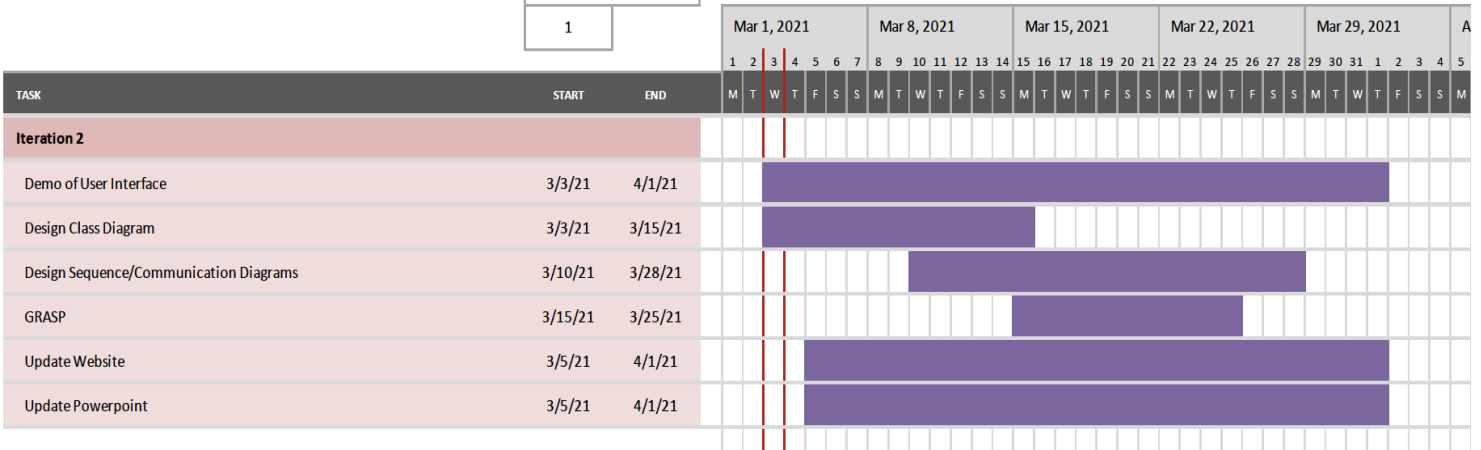 1
Mar 1, 2021 Mar 8, 2021 Mar 15, 2021 Mar 22, 2021 Mar 29, 2021 A
1 2 3 4 5 6 7 8 9 10 11 12 13 14 15 16 17 18 19 20 21 22 23 24 25 26 27 28 29 30 31 1 2 3 4 5
TASK START END M T W T F S S M T W T F S S M T W T F S S M T W T F S S M T W T F S S M
Iteration 2
Demo of User Interface 3/3/21 4/1/21
Design Class Diagram 3/3/21 3/15/21
Design Sequence/Communication Diagrams 3/10/21 3/28/21
GRASP 3/15/21 3/25/21
Update Website 3/5/21 4/1/21
Update Powerpoint 3/5/21 4/1/21